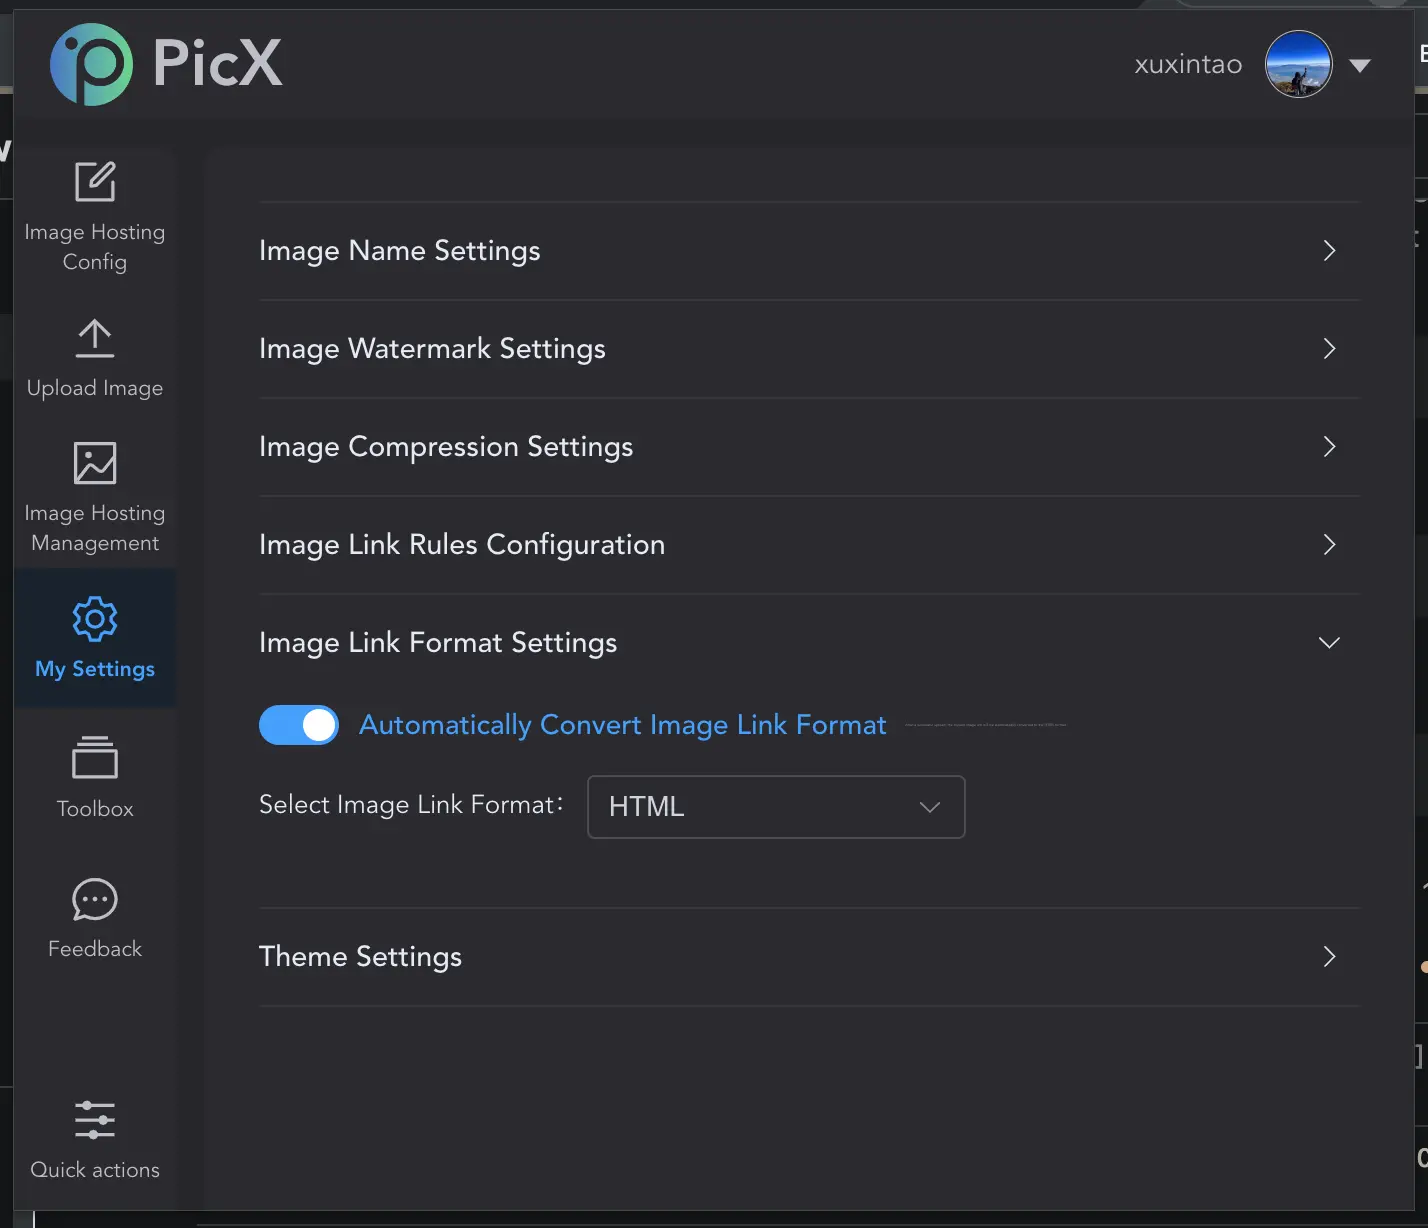 PicX
xuxintao
Image Hosting
Config
Upload Image
Image Hosting
Management
My Settings
Toolbox
Feedback
Quick actions
Image Name Settings
Image Watermark Settings
Image Compression Settings
Image Link Rules Configuration
Image Link Format Settings
Automatically Convert Image Link Format
Select Image Link Format:
HTML
Theme Settings